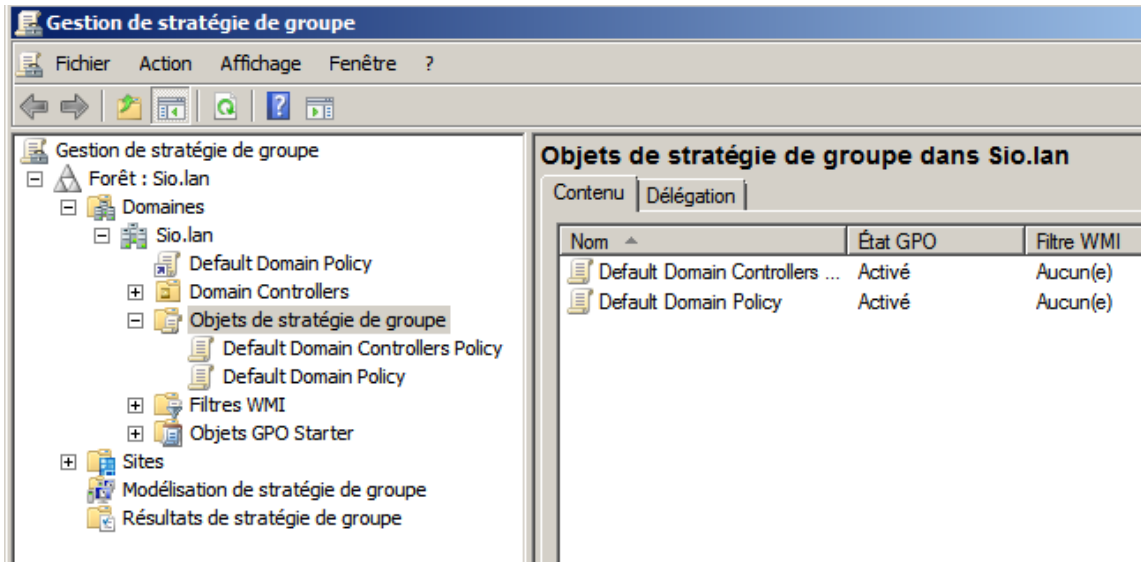 Gestion de stratégie de groupe
Fichier Action Affichage Fenêtre ?
Gestion de stratégie de groupe
Forêt : Sio.lan
Domaines
Sio.lan
Default Domain Policy
Domain Controllers
Objets de stratégie de groupe
Default Domain Controllers Policy
Default Domain Policy
Filtres WMI
Objets GPO Starter
Sites
Modélisation de stratégie de groupe
Résultats de stratégie de groupe
Objets de stratégie de groupe dans Sio.lan
Contenu Délégation
Nom État GPO Filtre WMI
Default Domain Controllers ... Activé Aucun(e)
Default Domain Policy Activé Aucun(e)